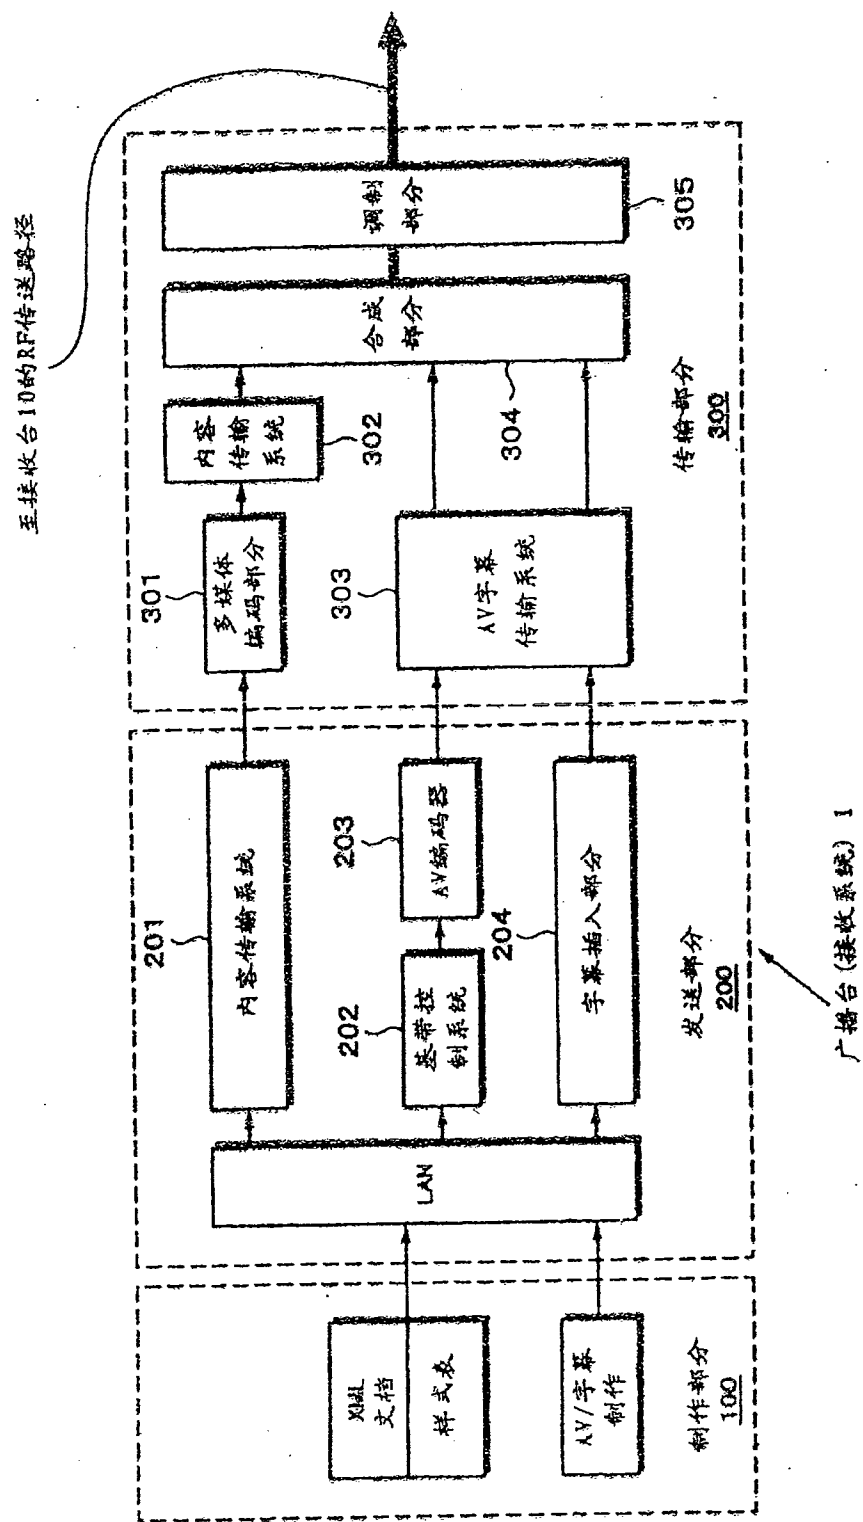 XML
文档
样式表
AV/字幕
制作
制作部分
100
LAN
201
内容传输系统
202
基带控
制系统
203
AV编码器
204
字幕插入部分
发送部分
200
广播台(接收系统) 1
301
多媒体
编码部分
302
内容
传输
系统
303
AV字幕
传输系统
304
合成
部分
305
调制
部分
传输部分
300
至接收台10的RF传送路径